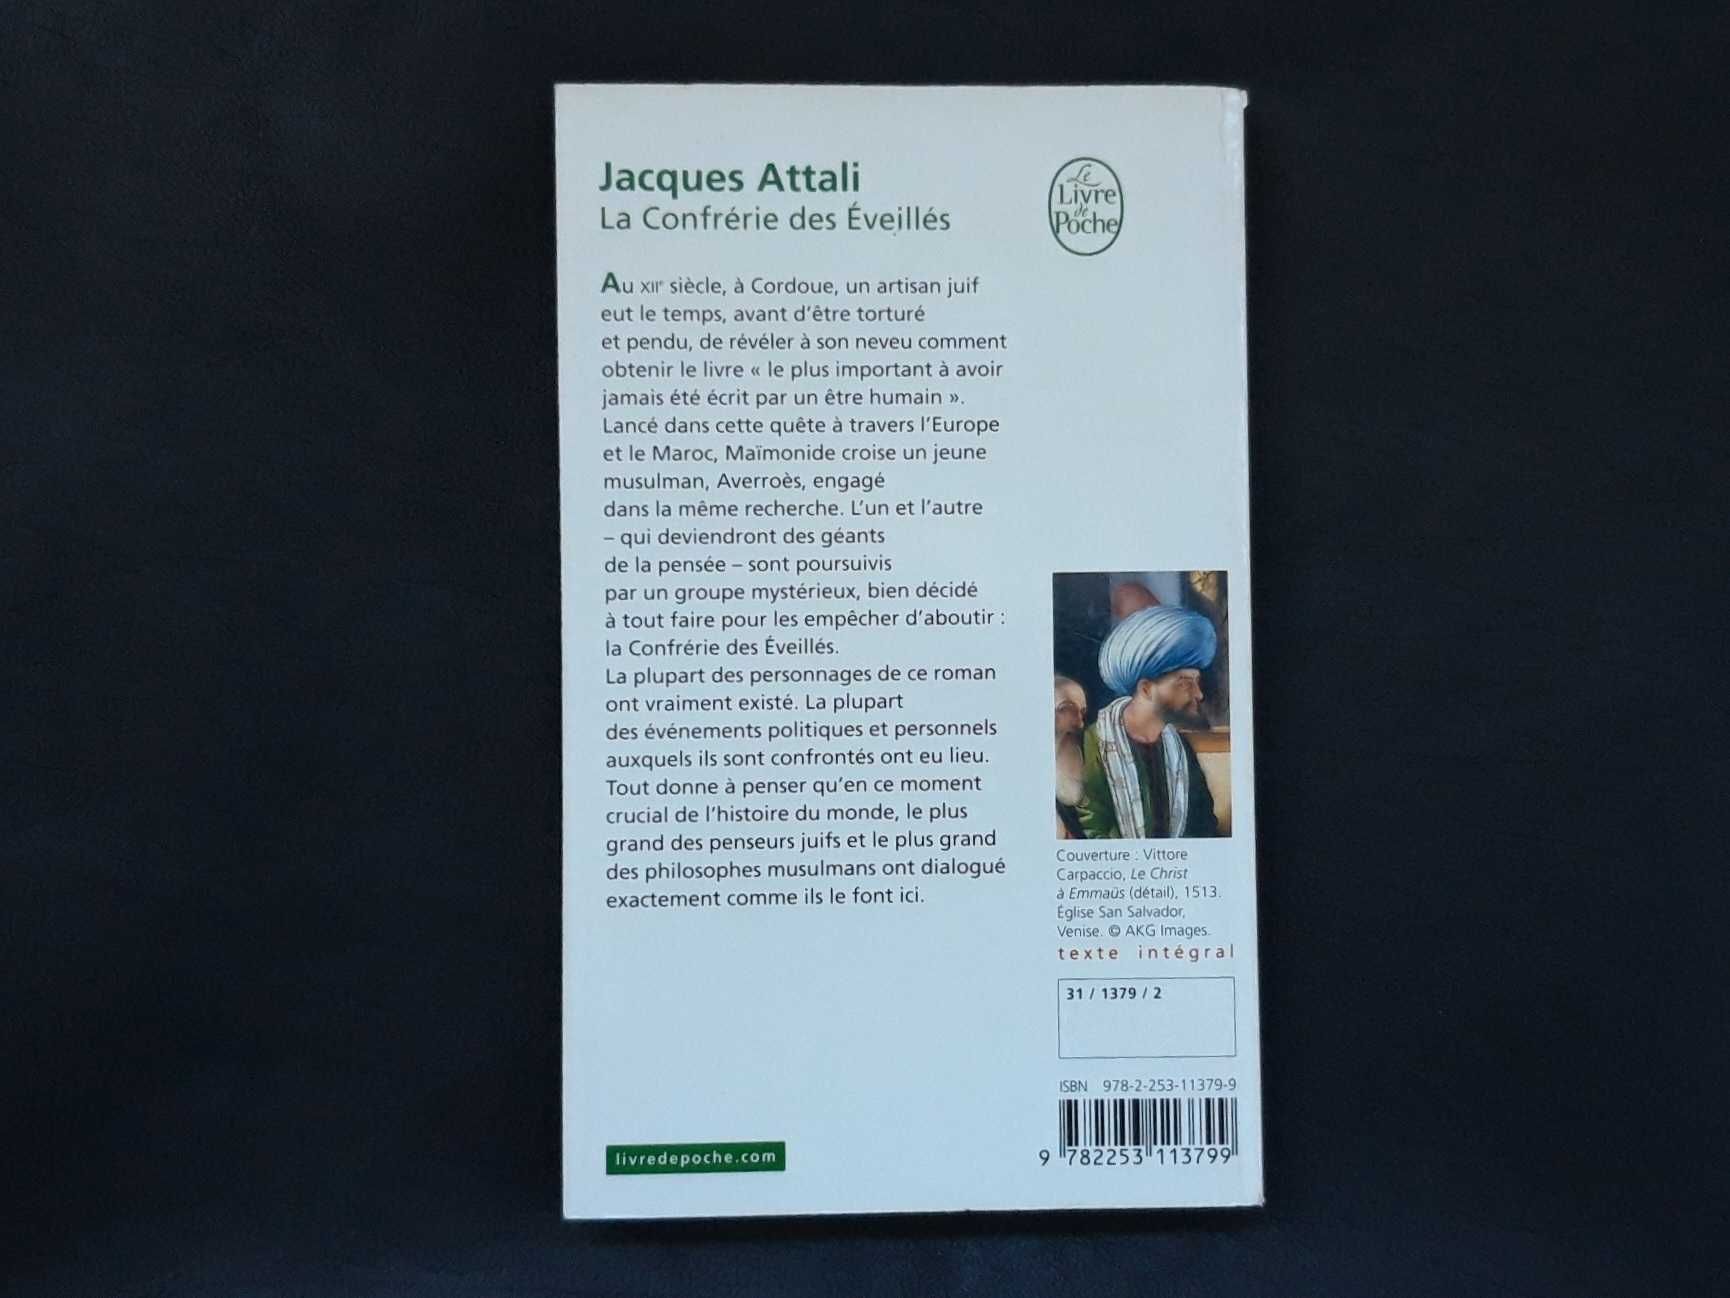 Jacques Attali
La Confrérie des Éveillés
Le
Livre
de
Poche
Au XIIe siècle, à Cordoue, un artisan juif
eut le temps, avant d’être torturé
et pendu, de révéler à son neveu comment
obtenir le livre « le plus important à avoir
jamais été écrit par un être humain ».
Lancé dans cette quête à travers l’Europe
et le Maroc, Maïmonide croise un jeune
musulman, Averroès, engagé
dans la même recherche. L’un et l’autre
– qui deviendront des géants
de la pensée – sont poursuivis
par un groupe mystérieux, bien décidé
à tout faire pour les empêcher d’aboutir :
la Confrérie des Éveillés.
La plupart des personnages de ce roman
ont vraiment existé. La plupart
des événements politiques et personnels
auxquels ils sont confrontés ont eu lieu.
Tout donne à penser qu’en ce moment
crucial de l’histoire du monde, le plus
grand des penseurs juifs et le plus grand
des philosophes musulmans ont dialogué
exactement comme ils le font ici.
Couverture : Vittore
Carpaccio, Le Christ
à Emmaüs (détail), 1513.
Église San Salvador,
Venise. © AKG Images.
texte intégral
31 / 1379 / 2
ISBN 978-2-253-11379-9
9 782253 113799
livredepoche.com